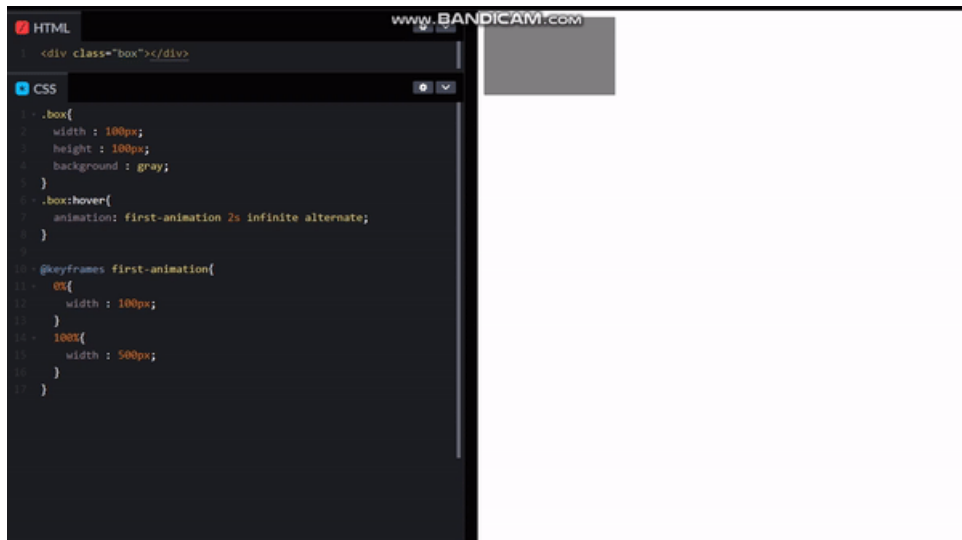 www.BANDICAM.com
HTML
1 <div class="box"></div>
CSS
1 .box{
2 width : 100px;
3 height : 100px;
4 background : gray;
5 }
6 .box:hover{
7 animation: first-animation 2s infinite alternate;
8 }
9
10 @keyframes first-animation{
11 0%{
12 width : 100px;
13 }
14 100%{
15 width : 500px;
16 }
17 }